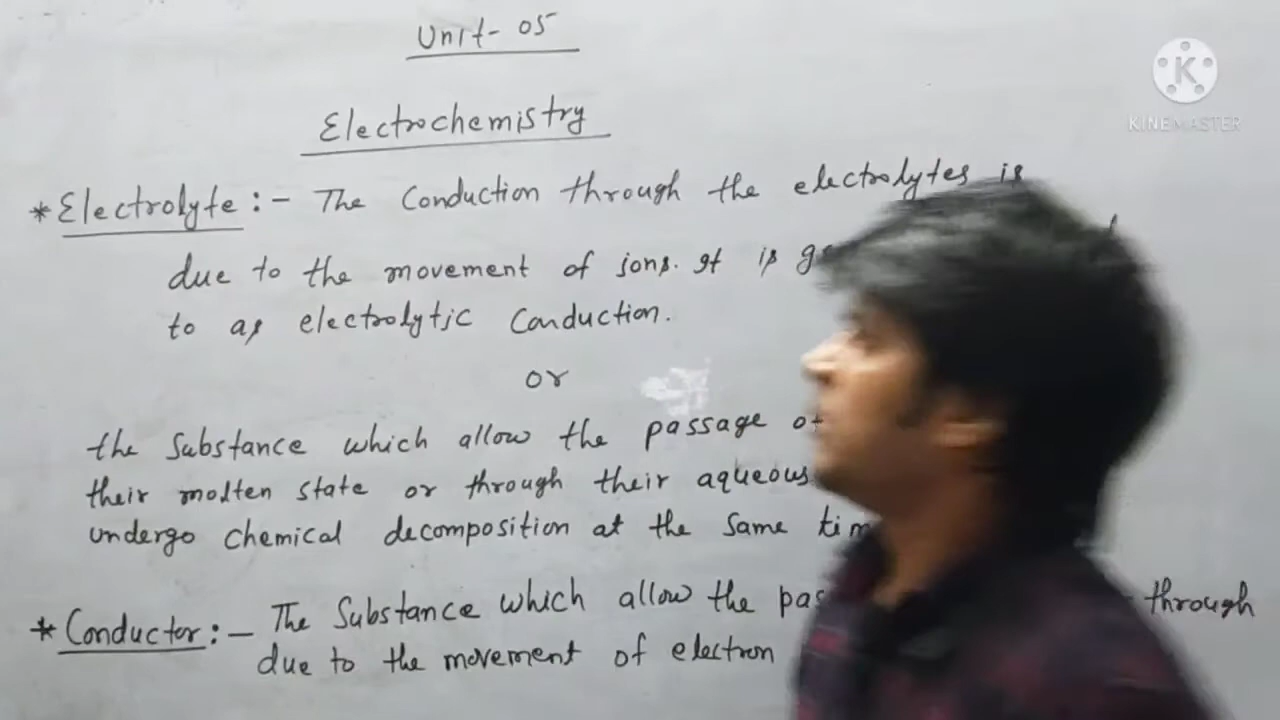 Unit- 05
Electrochemistry
KINEMASTER
* Electrolyte :- The Conduction through the electrolytes is
due to the movement of ions. It is
to as electrolytic Conduction.
or
the Substance which allow the passage of
their molten state or through their aqueous
undergo chemical decomposition at the same
* Conductor :- The Substance which allow the through
due to the movement of electron